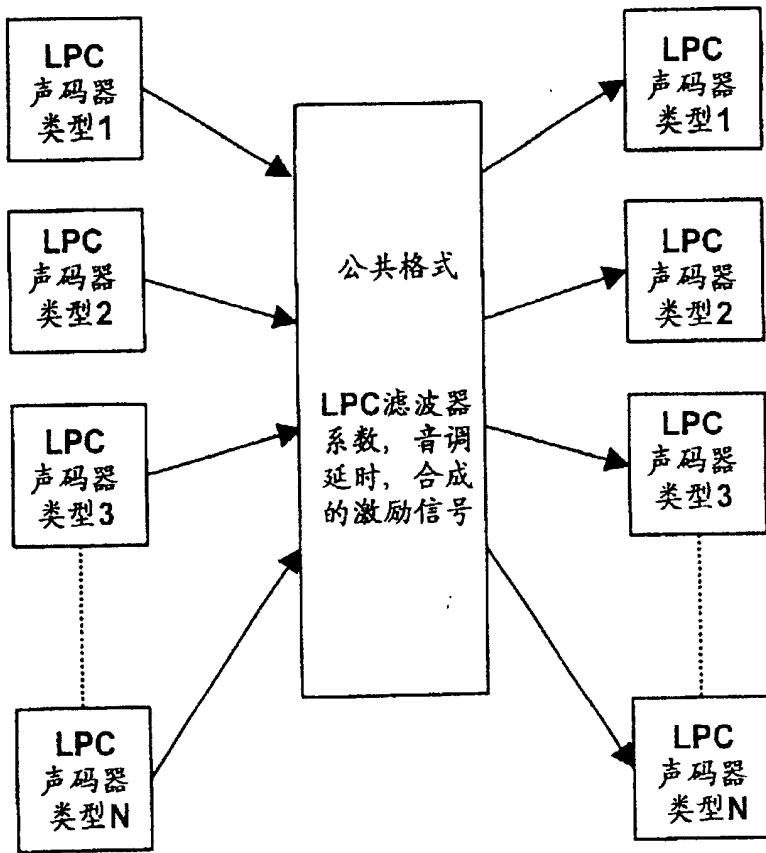 LPC
声码器
类型1
LPC
声码器
类型2
LPC
声码器
类型3
LPC
声码器
类型N
公共格式
LPC滤波器
系数，音调
延时，合成
的激励信号
LPC
声码器
类型1
LPC
声码器
类型2
LPC
声码器
类型3
LPC
声码器
类型N